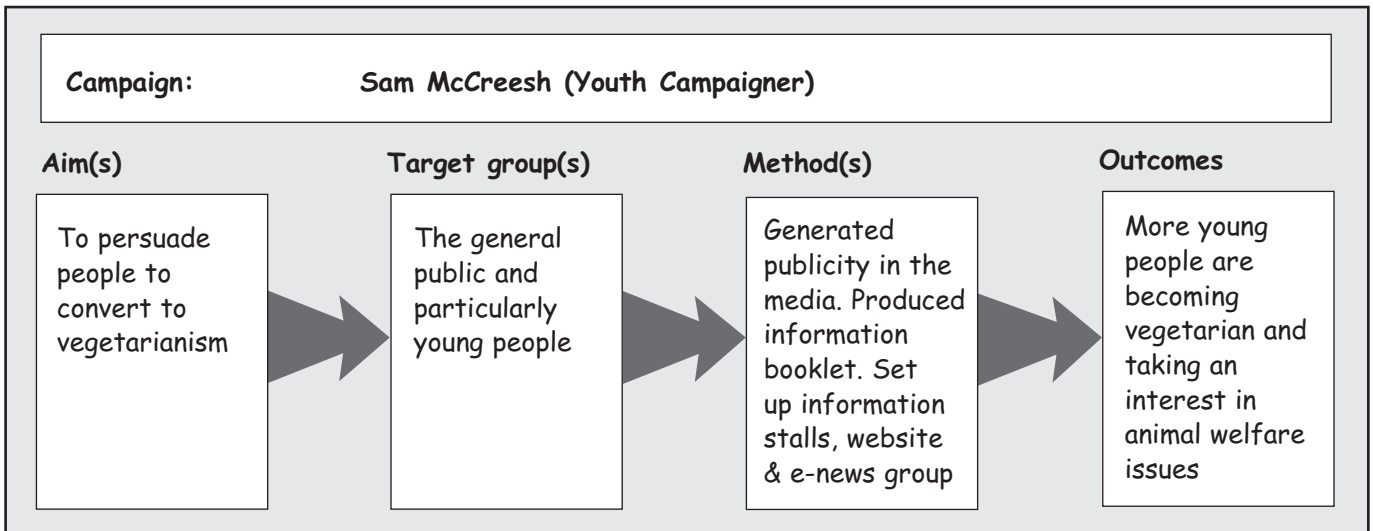 Campaign: Sam McCreesh (Youth Campaigner)
Aim(s)
To persuade
people to
convert to
vegetarianism
Target group(s)
The general
public and
particularly
young people
Method(s)
Generated
publicity in the
media. Produced
information
booklet. Set
up information
stalls, website
& e-news group
Outcomes
More young
people are
becoming
vegetarian and
taking an
interest in
animal welfare
issues